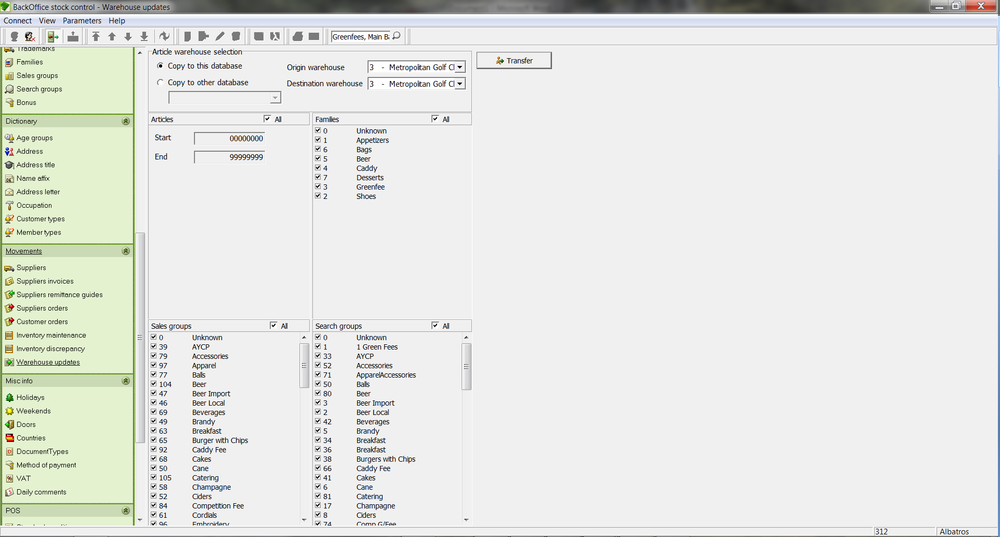 BackOffice stock control - Warehouse updates
Connect View Parameters Help
Greenfees, Main Ba
Trademarks
Families
Sales groups
Search groups
Bonus
Dictionary
Age groups
Address
Address title
Name affix
Address letter
Occupation
Customer types
Member types
Movements
Suppliers
Suppliers invoices
Suppliers remittance guides
Suppliers orders
Customer orders
Inventory maintenance
Inventory discrepancy
Warehouse updates
Misc info
Holidays
Weekends
Doors
Countries
DocumentTypes
Method of payment
VAT
Daily comments
POS
Article warehouse selection
Copy to this database
Copy to other database
Origin warehouse 3 - Metropolitan Golf Cl
Destination warehouse 3 - Metropolitan Golf Cl
Transfer
Articles All
Start 00000000
End 99999999
Families All
0 Unknown
1 Appetizers
6 Bags
5 Beer
4 Caddy
7 Desserts
3 Greenfee
2 Shoes
Sales groups All
0 Unknown
39 AYCP
79 Accessories
97 Apparel
77 Balls
104 Beer
47 Beer Import
46 Beer Local
69 Beverages
49 Brandy
63 Breakfast
65 Burger with Chips
92 Caddy Fee
68 Cakes
50 Cane
105 Catering
58 Champagne
52 Ciders
84 Competition Fee
61 Cordials
96 Embroidery
Search groups All
0 Unknown
1 1 Green Fees
33 AYCP
52 Accessories
71 ApparelAccessories
50 Balls
80 Beer
3 Beer Import
2 Beer Local
42 Beverages
5 Brandy
34 Breakfast
36 Breakfast
38 Burgers with Chips
66 Caddy Fee
41 Cakes
6 Cane
81 Catering
17 Champagne
8 Ciders
74 Comp G/Fee
312 Albatros